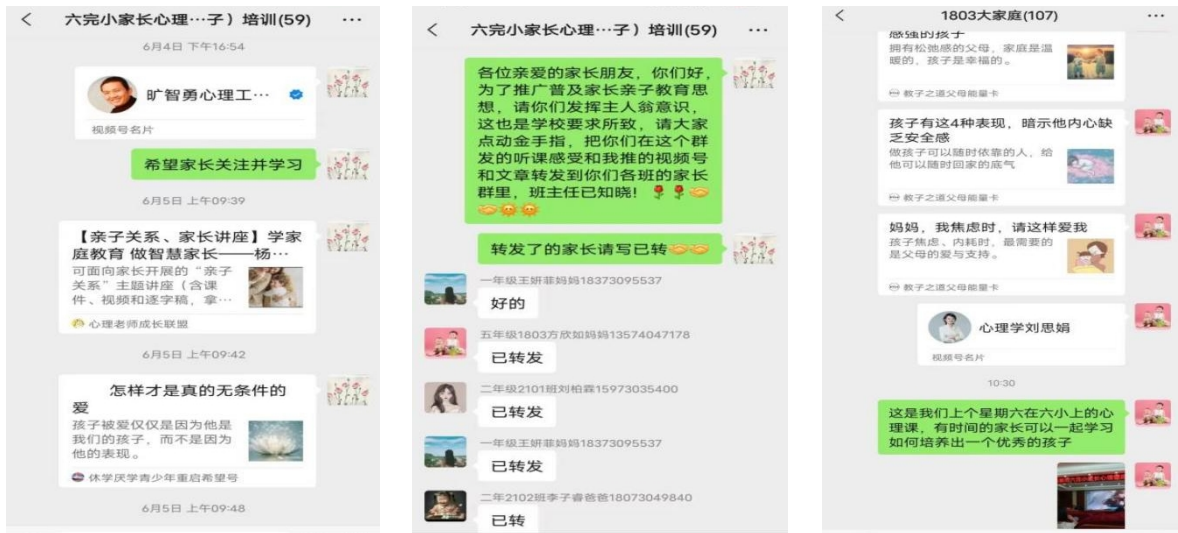 六完小家长心理…子）培训(59)
6月4日 下午16:54
旷智勇心理工…
视频号名片
希望家长关注并学习
6月5日 上午09:39
【亲子关系、家长讲座】学家
庭教育 做智慧家长——杨…
可面向家长开展的“亲子
关系”主题讲座（含课
件、视频和逐字稿，拿…
心理老师成长联盟
6月5日 上午09:42
怎样才是真的无条件的
爱
孩子被爱仅仅是因为他是
我们的孩子，而不是因为
他的表现。
休学厌学青少年重启希望号
6月5日 上午09:48
六完小家长心理…子）培训(59)
各位亲爱的家长朋友，你们好，
为了推广普及家长亲子教育思
想，请你们发挥主人翁意识，
这也是学校要求所致，请大家
点动金手指，把你们在这个群
发的听课感受和我推的视频号
和文章转发到你们各班的家长
群里，班主任已知晓！
转发了的家长请写已转
一年级王妍菲妈妈18373095537
好的
五年级1803方欣如妈妈13574047178
已转发
二年级2101班刘柏霖15973035400
已转发
一年级王妍菲妈妈18373095537
已转发
二年2102班李子睿爸爸18073049840
已转
1803大家庭(107)
感强的孩子
拥有松弛感的父母，家庭是温
暖的，孩子是幸福的。
教子之道父母能量卡
孩子有这4种表现，暗示他内心缺
乏安全感
做孩子可以随时依靠的人，给
他可以随时回家的底气
教子之道父母能量卡
妈妈，我焦虑时，请这样爱我
孩子焦虑、内耗时，最需要的
是父母的爱与支持。
教子之道父母能量卡
心理学刘思娟
视频号名片
10:30
这是我们上个星期六在六小上的心
理课，有时间的家长可以一起学习
如何培养出一个优秀的孩子